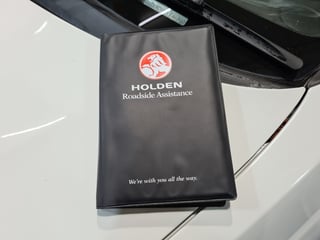 HOLDEN
Roadside Assistance
We're with you all the way.